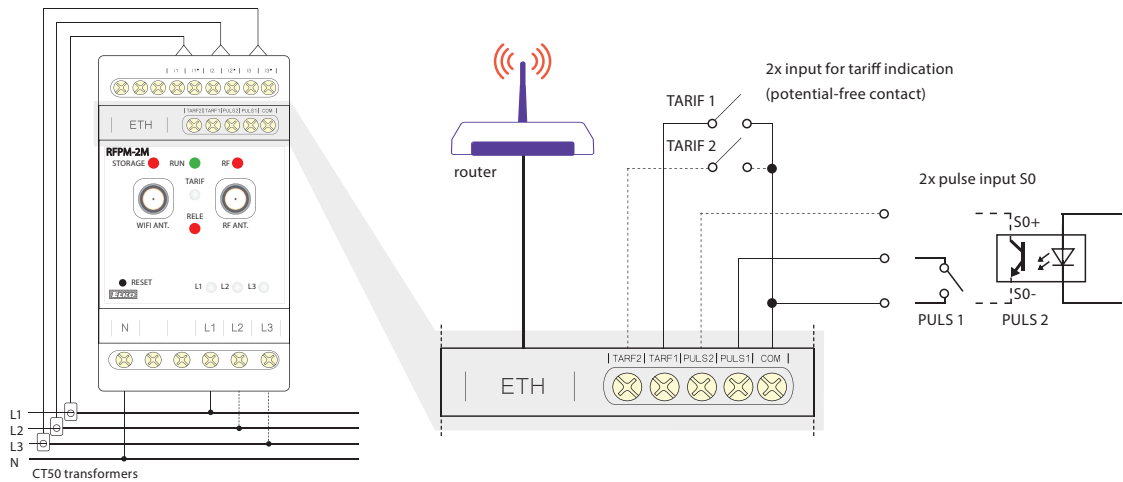 I1 I1• I2 I2• I3 I3•
TARF2 TARF1 PULS2 PULS1 COM
ETH
RFPM-2M
STORAGE RUN RF
TARIF
WIFI ANT. RELE RF ANT.
RESET
L1 L2 L3
N L1 L2 L3
L1
L2
L3
N
CT50 transformers
router
2x input for tariff indication
(potential-free contact)
TARIF 1
TARIF 2
2x pulse input S0
S0+
S0-
PULS 1 PULS 2
TARF2 TARF1 PULS2 PULS1 COM
ETH